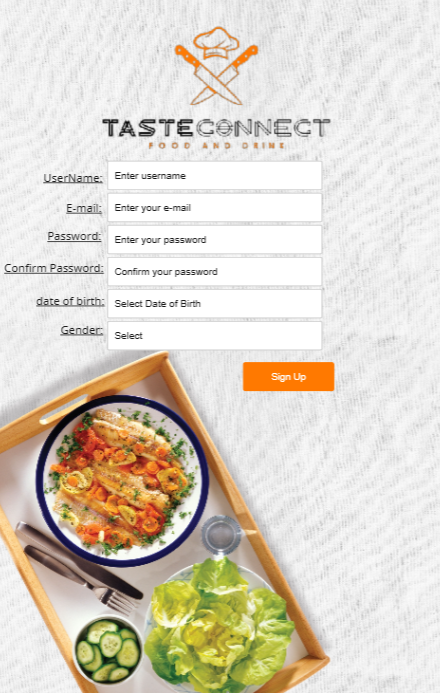 TASTECONNECT
FOOD AND DRINK
UserName: Enter username
E-mail: Enter your e-mail
Password: Enter your password
Confirm Password: Confirm your password
date of birth: Select Date of Birth
Gender: Select
Sign Up